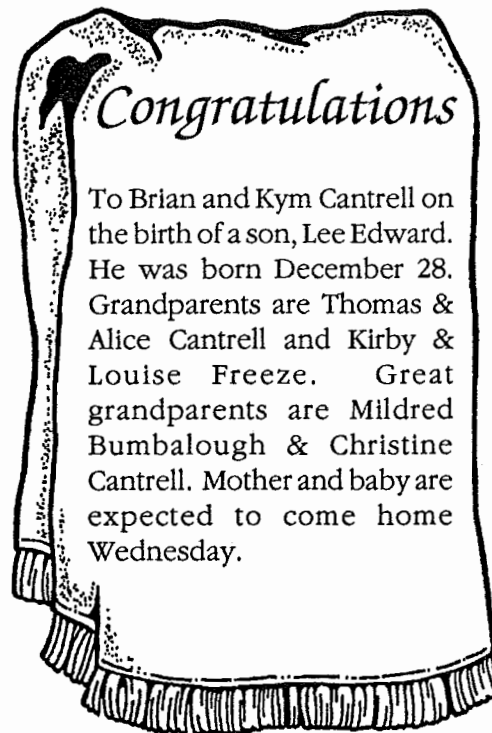 Congratulations
To Brian and Kym Cantrell on
the birth of a son, Lee Edward.
He was born December 28.
Grandparents are Thomas &
Alice Cantrell and Kirby &
Louise Freeze. Great
grandparents are Mildred
Bumbalough & Christine
Cantrell. Mother and baby are
expected to come home
Wednesday.